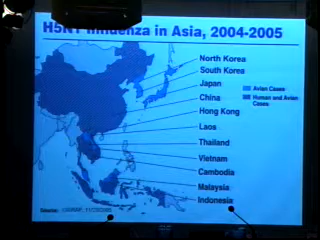 H5N1 Influenza in Asia, 2004-2005
North Korea
South Korea
Japan
China
Hong Kong
Laos
Thailand
Vietnam
Cambodia
Malaysia
Indonesia
Avian Cases
Human and Avian
Cases
Source: